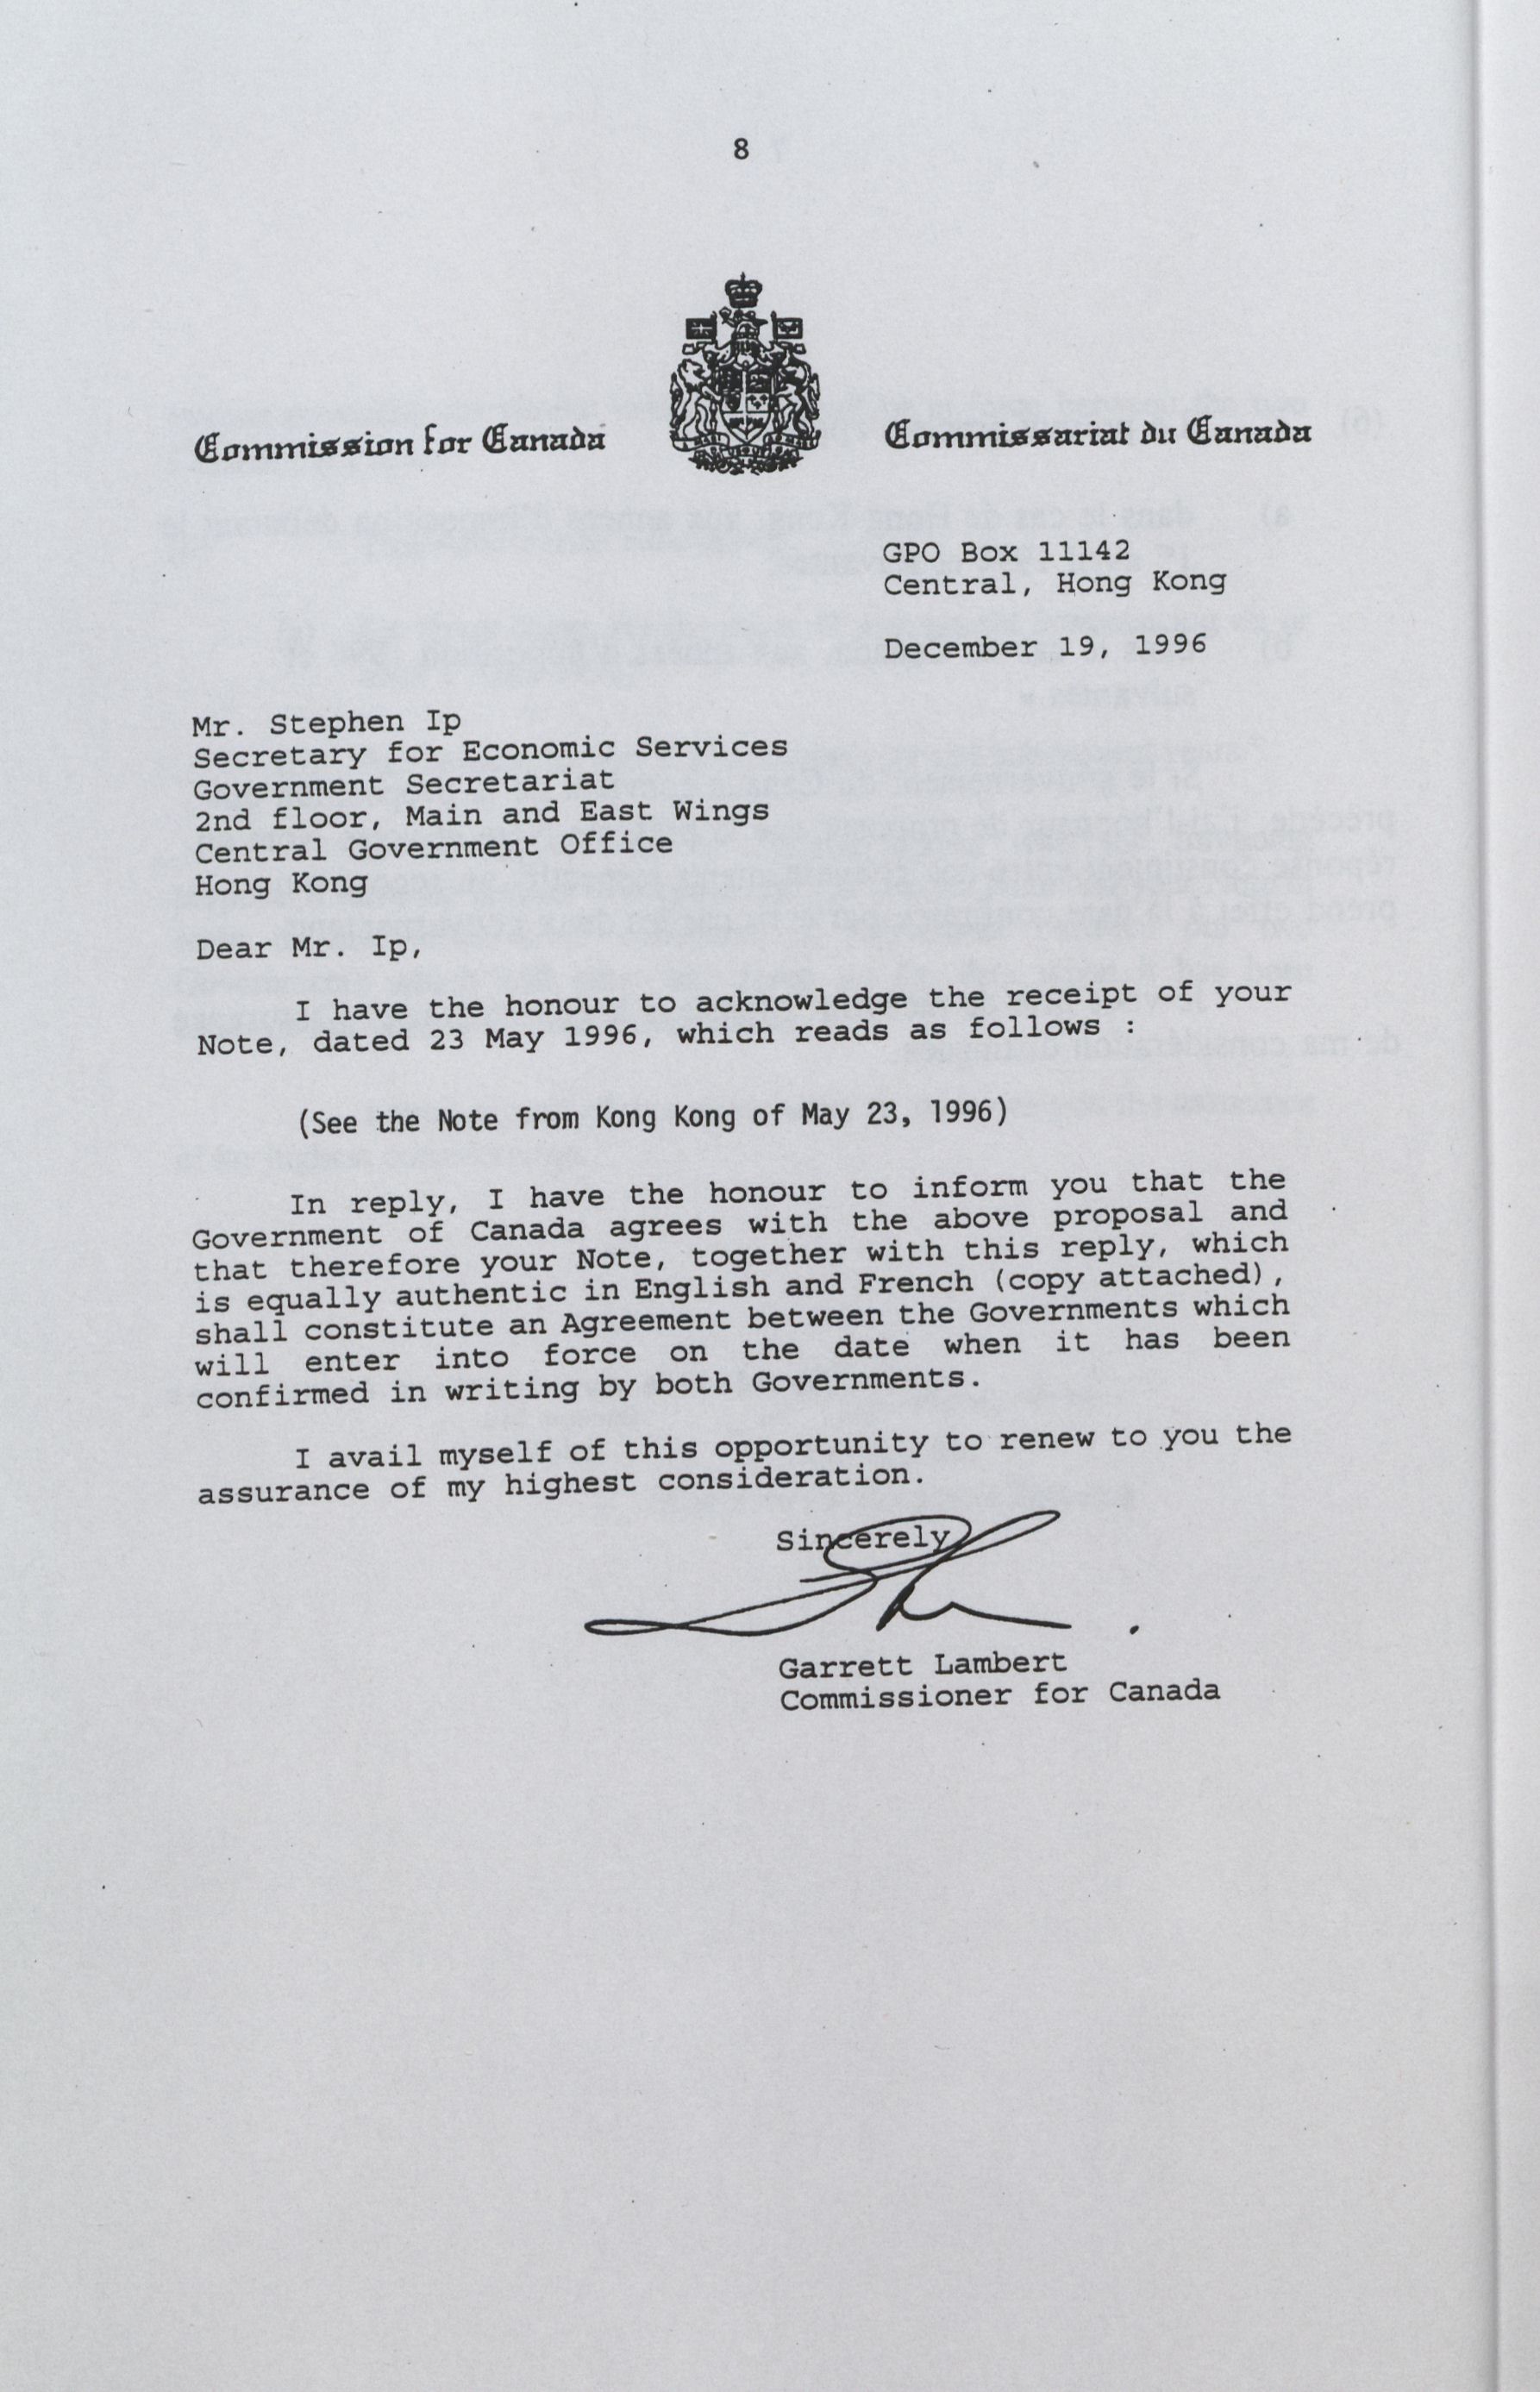 8
Commission for Canada
Commissariat du Canada
GPO Box 11142
Central, Hong Kong
December 19, 1996
Mr. Stephen Ip
Secretary for Economic Services
Government Secretariat
2nd floor, Main and East Wings
Central Government Office
Hong Kong
Dear Mr. Ip,
I have the honour to acknowledge the receipt of your
Note, dated 23 May 1996, which reads as follows :
(See the Note from Kong Kong of May 23, 1996)
In reply, I have the honour to inform you that the
Government of Canada agrees with the above proposal and
that therefore your Note, together with this reply, which
is equally authentic in English and French (copy attached),
shall constitute an Agreement between the Governments which
will enter into force on the date when it has been
confirmed in writing by both Governments.
I avail myself of this opportunity to renew to you the
assurance of my highest consideration.
Sincerely
Garrett Lambert
Commissioner for Canada